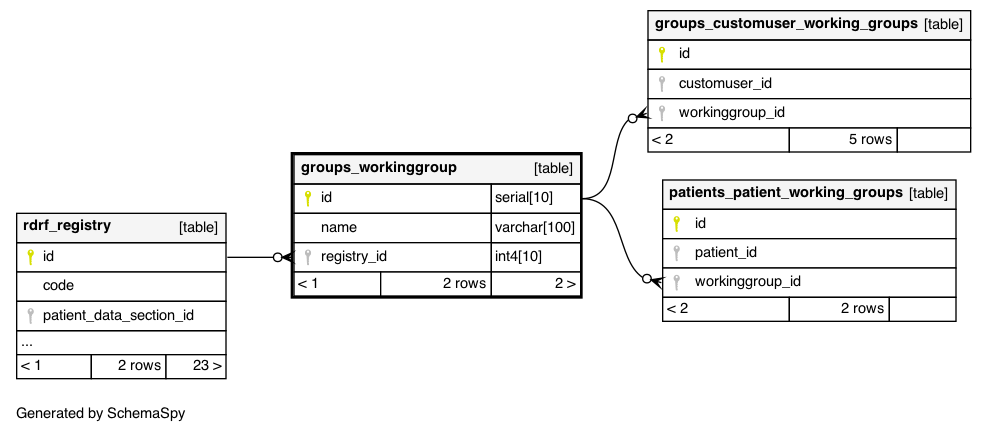 groups_customuser_working_groups [table]
id
customuser_id
workinggroup_id
< 2 5 rows
groups_workinggroup [table]
id serial[10]
name varchar[100]
registry_id int4[10]
< 1 2 rows 2 >
patients_patient_working_groups [table]
id
patient_id
workinggroup_id
< 2 2 rows
rdrf_registry [table]
id
code
patient_data_section_id
...
< 1 2 rows 23 >
Generated by SchemaSpy